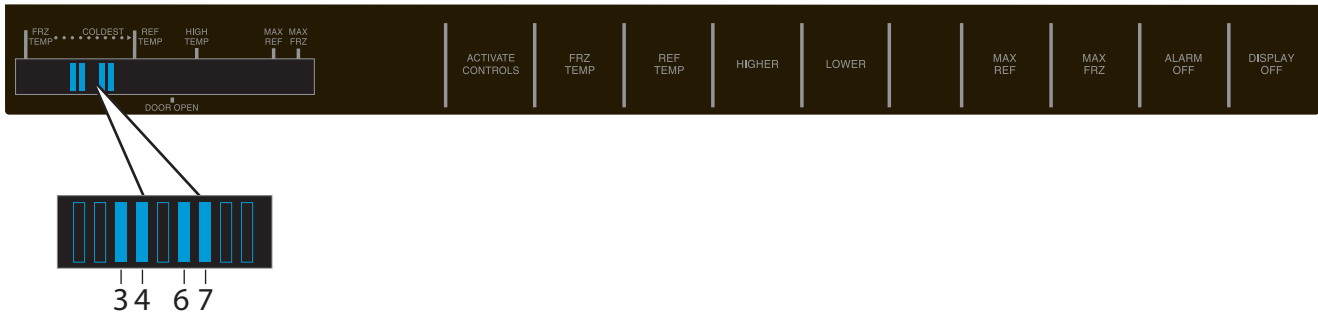 FRZ TEMP COLDEST REF TEMP HIGH TEMP MAX REF MAX FRZ
DOOR OPEN
ACTIVATE CONTROLS
FRZ TEMP
REF TEMP
HIGHER
LOWER
MAX REF
MAX FRZ
ALARM OFF
DISPLAY OFF
3 4 6 7